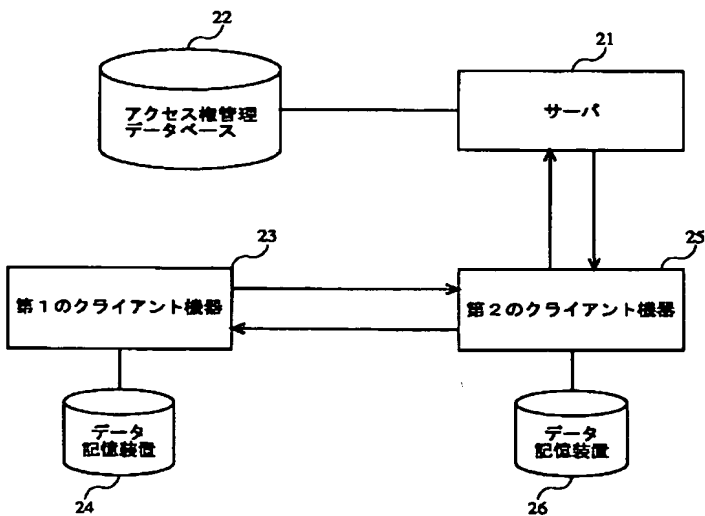 22
アクセス権管理
データベース
21
サーバ
23
第1のクライアント機器
25
第2のクライアント機器
データ
記憶装置
24
データ
記憶装置
26